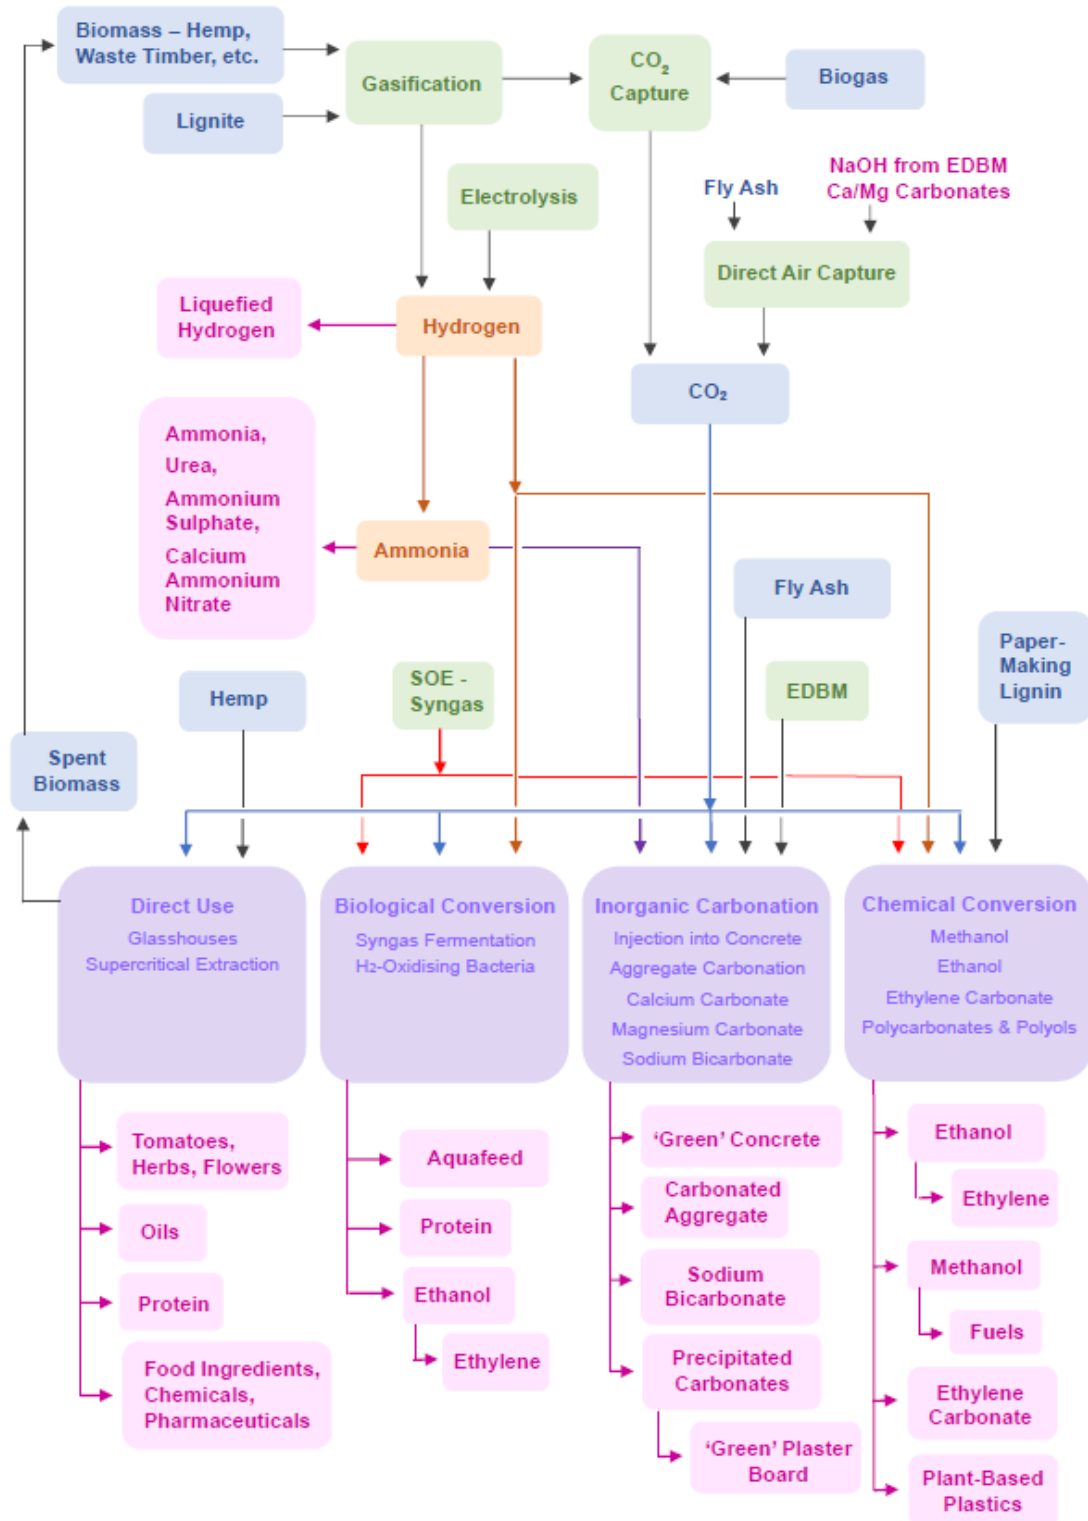 Biomass – Hemp,
Waste Timber, etc.
Lignite
Gasification
CO₂
Capture
Biogas
Electrolysis
Fly Ash
NaOH from EDBM
Ca/Mg Carbonates
Direct Air Capture
Liquefied
Hydrogen
Hydrogen
CO₂
Ammonia,
Urea,
Ammonium
Sulphate,
Calcium
Ammonium
Nitrate
Ammonia
Fly Ash
Paper-
Making
Lignin
Hemp
SOE -
Syngas
EDBM
Spent
Biomass
Direct Use
Glasshouses
Supercritical Extraction
Biological Conversion
Syngas Fermentation
H₂-Oxidising Bacteria
Inorganic Carbonation
Injection into Concrete
Aggregate Carbonation
Calcium Carbonate
Magnesium Carbonate
Sodium Bicarbonate
Chemical Conversion
Methanol
Ethanol
Ethylene Carbonate
Polycarbonates & Polyols
Tomatoes,
Herbs, Flowers
Oils
Protein
Food Ingredients,
Chemicals,
Pharmaceuticals
Aquafeed
Protein
Ethanol
Ethylene
‘Green’ Concrete
Carbonated
Aggregate
Sodium
Bicarbonate
Precipitated
Carbonates
‘Green’ Plaster
Board
Ethanol
Ethylene
Methanol
Fuels
Ethylene
Carbonate
Plant-Based
Plastics